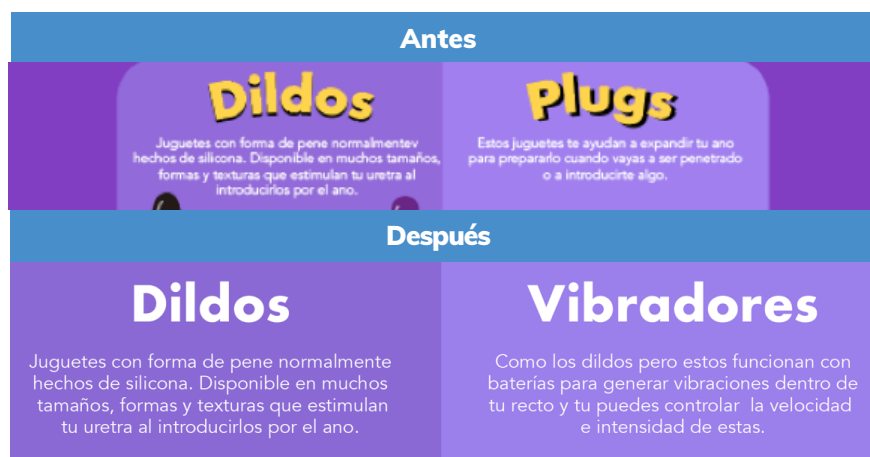 Antes
Dildos
Juguetes con forma de pene normalmentev
hechos de silicona. Disponible en muchos tamaños,
formas y texturas que estimulan tu uretra al
introducirlos por el ano.
Plugs
Estos juguetes te ayudan a expandir tu ano
para prepararlo cuando vayas a ser penetrado
o a introducirte algo.
Después
Dildos
Juguetes con forma de pene normalmente
hechos de silicona. Disponible en muchos
tamaños, formas y texturas que estimulan
tu uretra al introducirlos por el ano.
Vibradores
Como los dildos pero estos funcionan con
baterías para generar vibraciones dentro de
tu recto y tu puedes controlar la velocidad
e intensidad de estas.